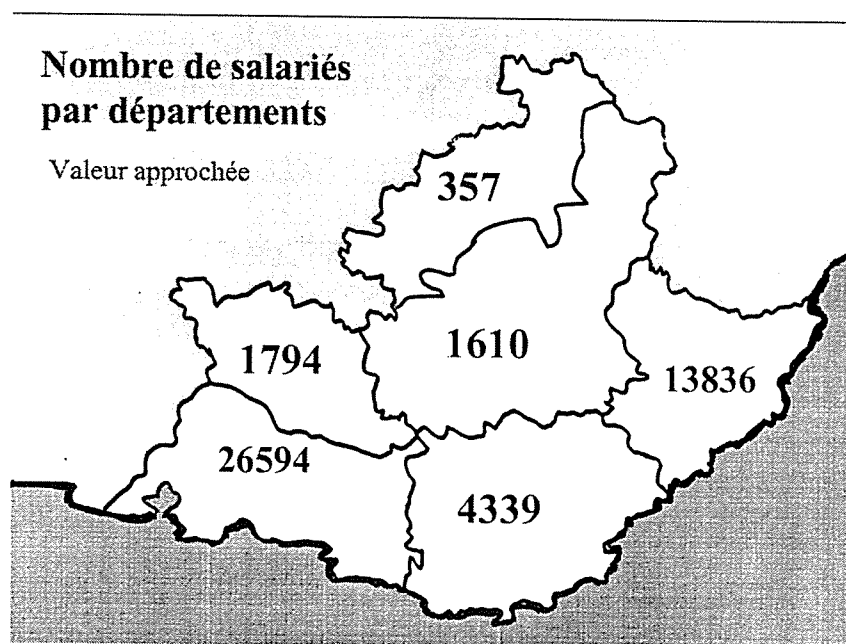 Nombre de salariés
par départements
Valeur approchée
357
1794
1610
13836
26594
4339